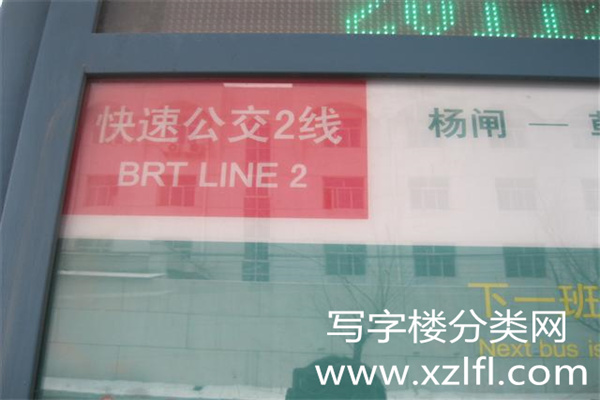 快速公交2线
BRT LINE 2
杨闸 —
下一班
Next bus is
写字楼分类网
www.xzlfl.com